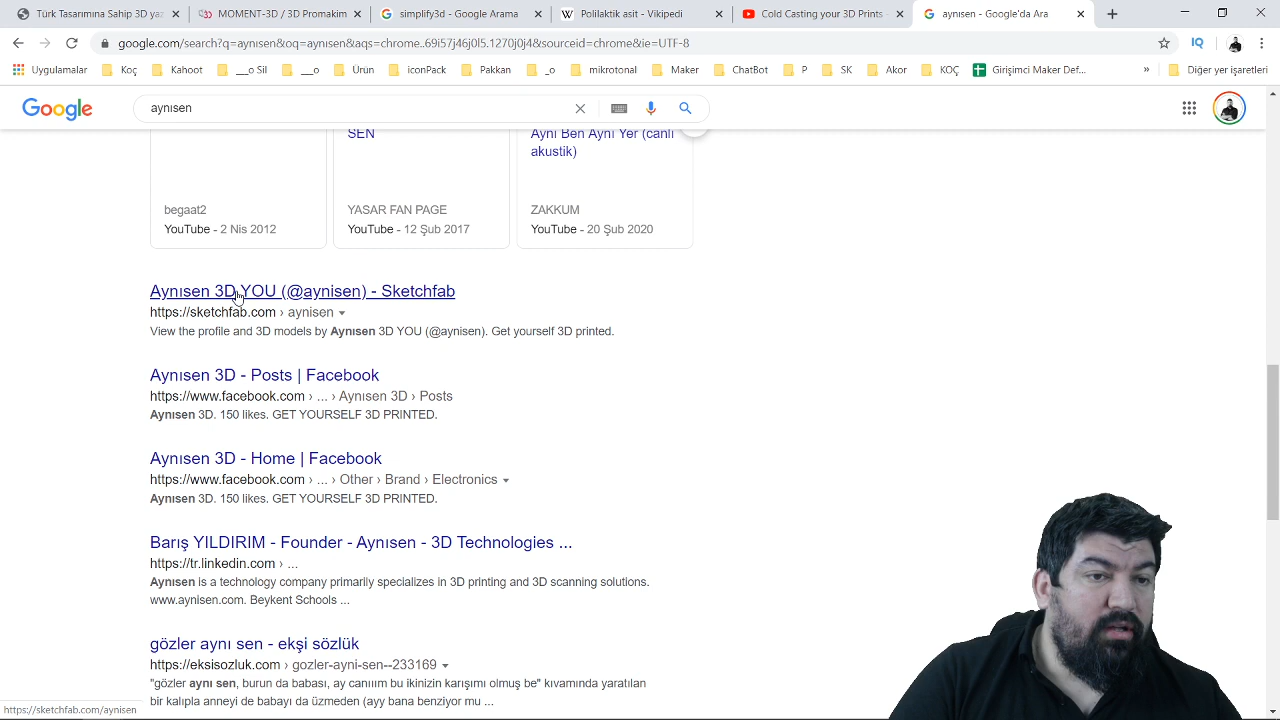 Türk Tasarımına Sahip 3D yaz
MOMENT-3D / 3D Permakim
simplify3d - Google Arama
Polilaktik asit - Vikipedi
Cold Casting your 3D Prints -
aynısen - Google'da Ara
google.com/search?q=aynısen&oq=aynısen&aqs=chrome..69i57j46j0l5.1270j0j4&sourceid=chrome&ie=UTF-8
Uygulamalar
Koç
Kahoot
___o Sil
___o
Ürün
iconPack
Pakkan
_o
mikrotonal
Maker
ChatBot
P
SK
Akor
KOÇ
Girişimci Maker Def...
»
Diğer yer işaretleri
Google
aynısen
SEN
Aynı Ben Aynı Yer (canlı
akustik)
begaat2
YASAR FAN PAGE
ZAKKUM
YouTube - 2 Nis 2012
YouTube - 12 Şub 2017
YouTube - 20 Şub 2020
Aynısen 3D YOU (@aynisen) - Sketchfab
https://sketchfab.com › aynisen
View the profile and 3D models by Aynısen 3D YOU (@aynisen). Get yourself 3D printed.
Aynısen 3D - Posts | Facebook
https://www.facebook.com › ... › Aynısen 3D › Posts
Aynısen 3D. 150 likes. GET YOURSELF 3D PRINTED.
Aynısen 3D - Home | Facebook
https://www.facebook.com › ... › Other › Brand › Electronics
Aynısen 3D. 150 likes. GET YOURSELF 3D PRINTED.
Barış YILDIRIM - Founder - Aynısen - 3D Technologies ...
https://tr.linkedin.com › ...
Aynısen is a technology company primarily specializes in 3D printing and 3D scanning solutions.
www.aynisen.com. Beykent Schools ...
gözler aynı sen - ekşi sözlük
https://eksisozluk.com › gozler-ayni-sen--233169
"gözler aynı sen, burun da babası, ay canıııım bu ikinizin karışımı olmuş be" kıvamında yaratılan
bir kalıpla anneyi de babayı da üzmeden (ayy bana benziyor mu ...
https://sketchfab.com/aynisen